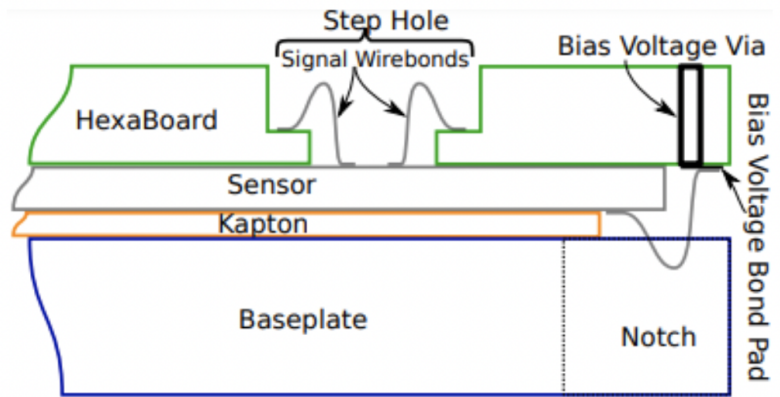 Step Hole
Signal Wirebonds
Bias Voltage Via
HexaBoard
Bias Voltage Bond Pad
Sensor
Kapton
Baseplate
Notch